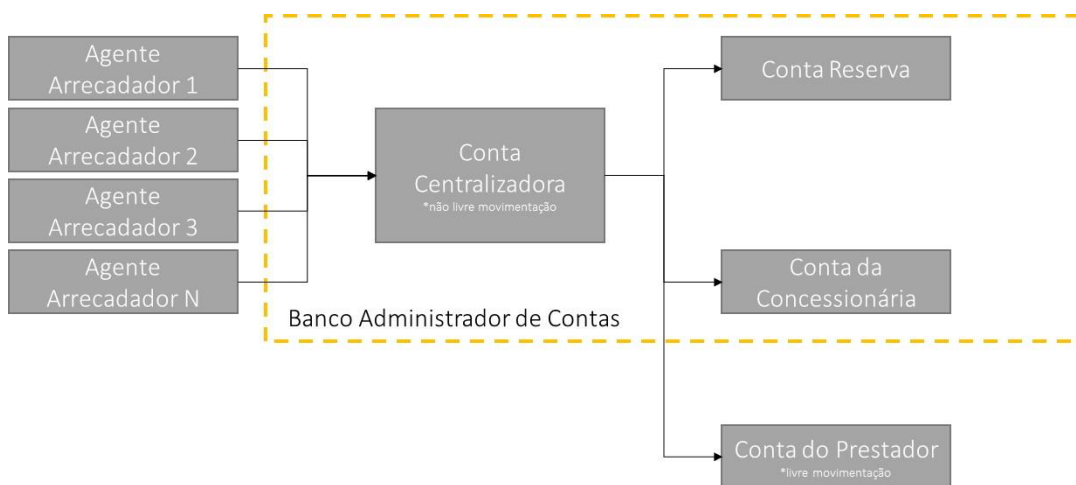 Agente
Arrecadador 1
Agente
Arrecadador 2
Agente
Arrecadador 3
Agente
Arrecadador N
Conta
Centralizadora
*não livre movimentação
Conta Reserva
Conta da
Concessionária
Banco Administrador de Contas
Conta do Prestador
*livre movimentação